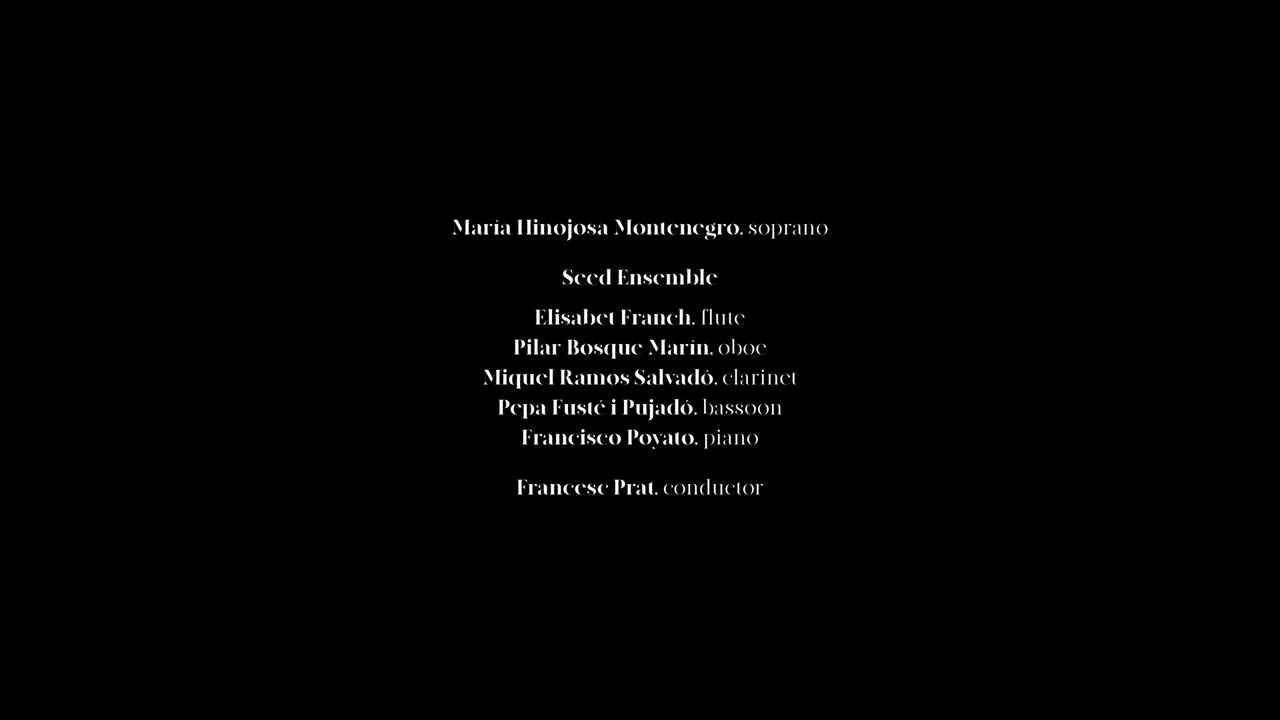 María Hinojosa Montenegro, soprano
Seed Ensemble
Elisabet Franch, flute
Pilar Bosque Marín, oboe
Miquel Ramos Salvadó, clarinet
Pepa Fusté i Pujadó, bassoon
Francisco Poyato, piano
Francesc Prat, conductor